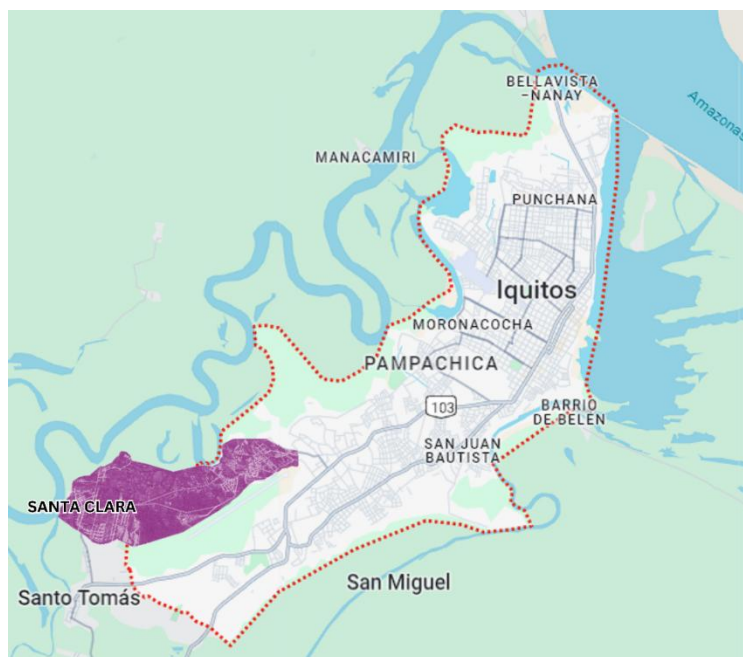 BELLAVISTA
-NANAY
Amazonas
MANACAMIRI
PUNCHANA
Iquitos
MORONACOCHA
PAMPACHICA
103
BARRIO
DE BELÉN
SAN JUAN
BAUTISTA
SANTA CLARA
San Miguel
Santo Tomás